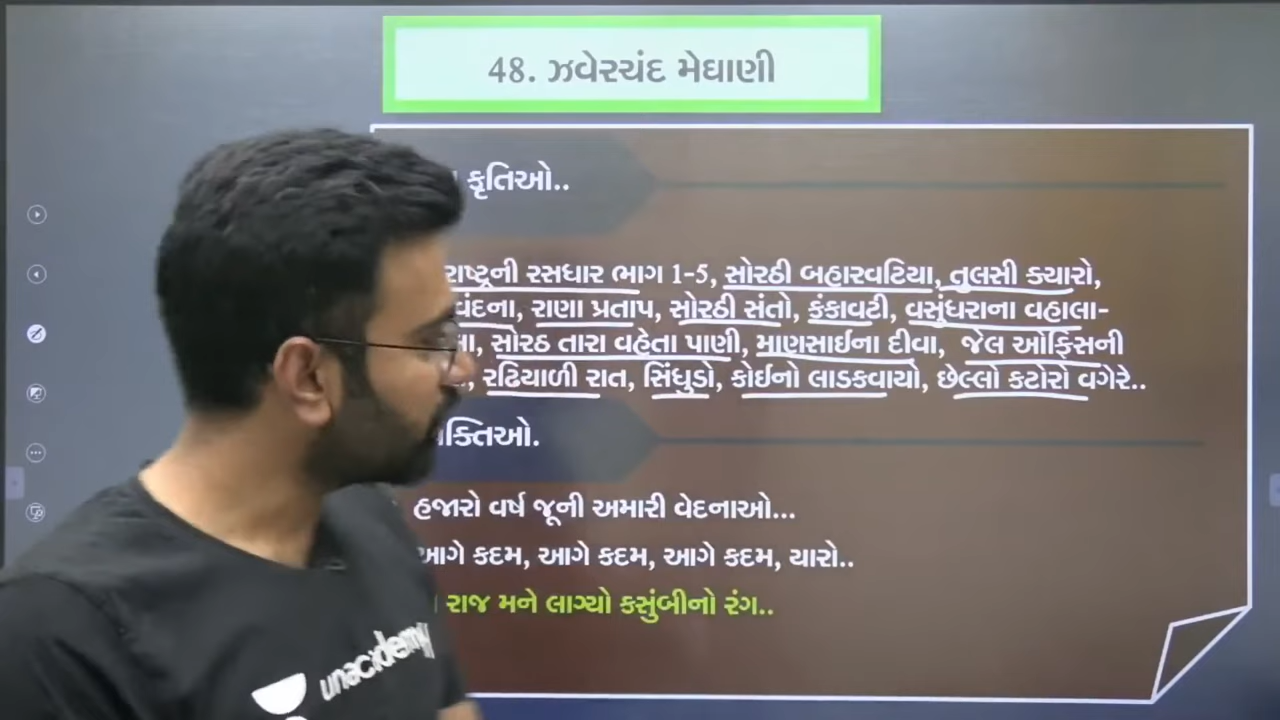 48. ઝવેરચંદ મેઘાણી
કૃતિઓ..
રાષ્ટ્રની રસધાર ભાગ 1-5, સોરઠી બહારવટિયા, તુલસી ક્યારો,
વંદના, રાણા પ્રતાપ, સોરઠી સંતો, કંકાવટી, વસુંધરાના વહાલા-
સોરઠ તારા વહેતા પાણી, માણસાઈના દીવા, જેલ ઓફિસની
રઢિયાળી રાત, સિંધુડો, કોઈનો લાડકવાયો, છેલ્લો કટોરો વગેરે..
ક્તિઓ.
હજારો વર્ષ જૂની અમારી વેદનાઓ...
આગે કદમ, આગે કદમ, આગે કદમ, યારો..
રાજ મને લાગ્યો કસુંબીનો રંગ..
unacademy